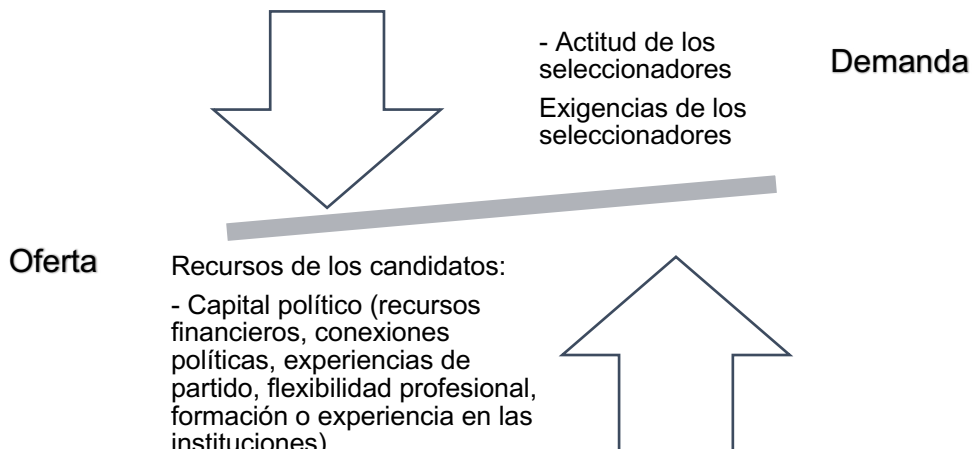 - Actitud de los
seleccionadores
Exigencias de los
seleccionadores
Demanda
Oferta
Recursos de los candidatos:
- Capital político (recursos
financieros, conexiones
políticas, experiencias de
partido, flexibilidad profesional,
formación o experiencia en las
instituciones)